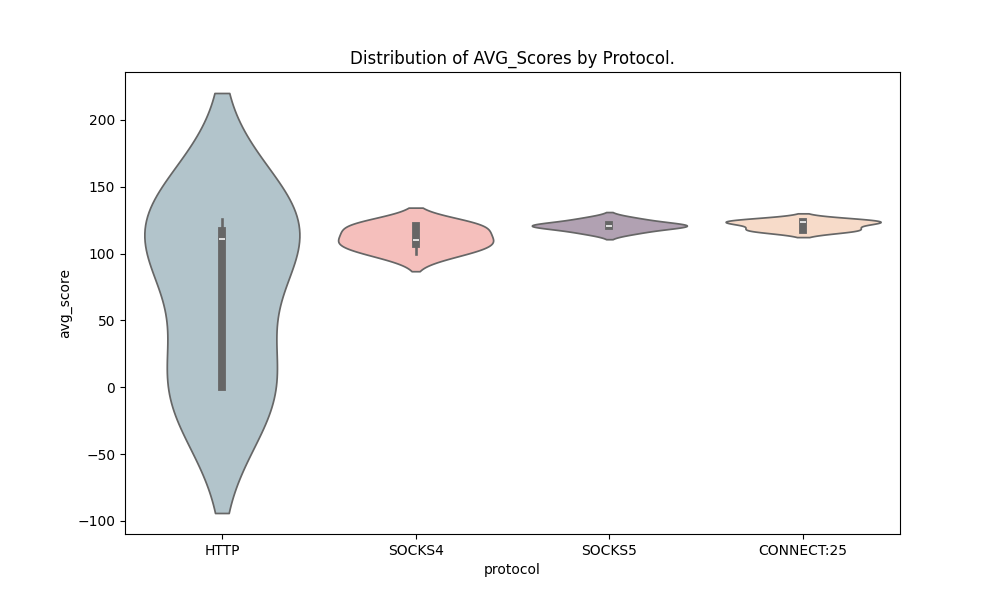 Distribution of AVG_Scores by Protocol.
avg_score
200
150
100
50
0
−50
−100
HTTP SOCKS4 SOCKS5 CONNECT:25
protocol